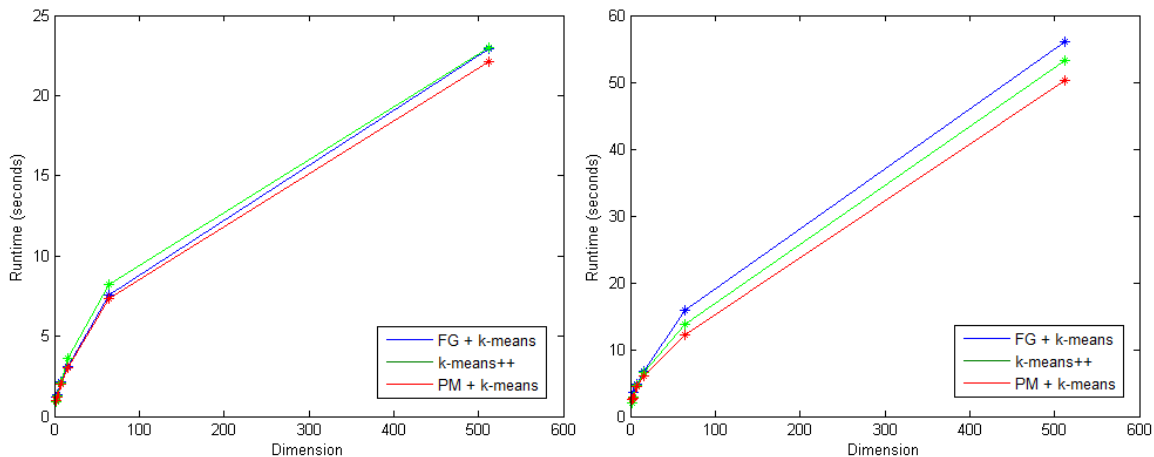 25
20
15
10
5
0
Runtime (seconds)
0 100 200 300 400 500 600
Dimension
FG + k-means
k-means++
PM + k-means
60
50
40
30
20
10
0
Runtime (seconds)
0 100 200 300 400 500 600
Dimension
FG + k-means
k-means++
PM + k-means